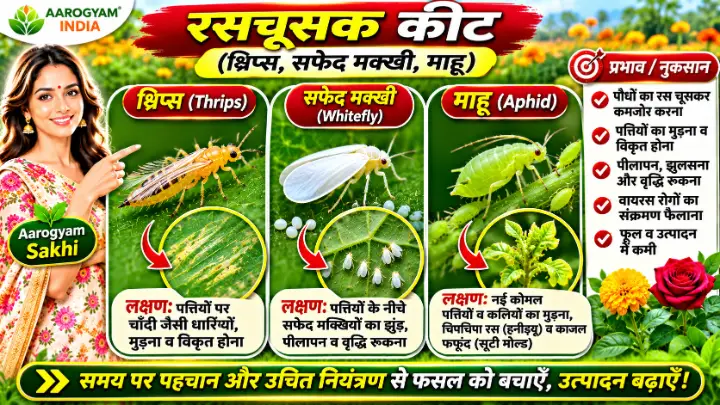 AAROGYAM®
INDIA
रसचूसक कीट
(थ्रिप्स, सफेद मक्खी, माहू)
थ्रिप्स (Thrips)
लक्षण: पत्तियों पर
चाँदी जैसी धारियाँ,
मुड़ना व विकृत होना
सफेद मक्खी
(Whitefly)
लक्षण: पत्तियों के नीचे
सफेद मक्खियों का झुंड,
पीलापन व वृद्धि रूकना
माहू (Aphid)
लक्षण: नई कोमल
पत्तियों व कलियों का मुड़ना,
चिपचिपा रस (हनीड्यू) व काजल
फफूंद (सूटी मोल्ड)
प्रभाव / नुकसान
पौधों का रस चूसकर
कमजोर करना
पत्तियों का मुड़ना व
विकृत होना
पीलापन, झुलसना
और वृद्धि रूकना
वायरस रोगों का
संक्रमण फैलाना
फूल व उत्पादन
में कमी
Aarogyam
Sakhi
समय पर पहचान और उचित नियंत्रण से फसल को बचाएँ, उत्पादन बढ़ाएँ!